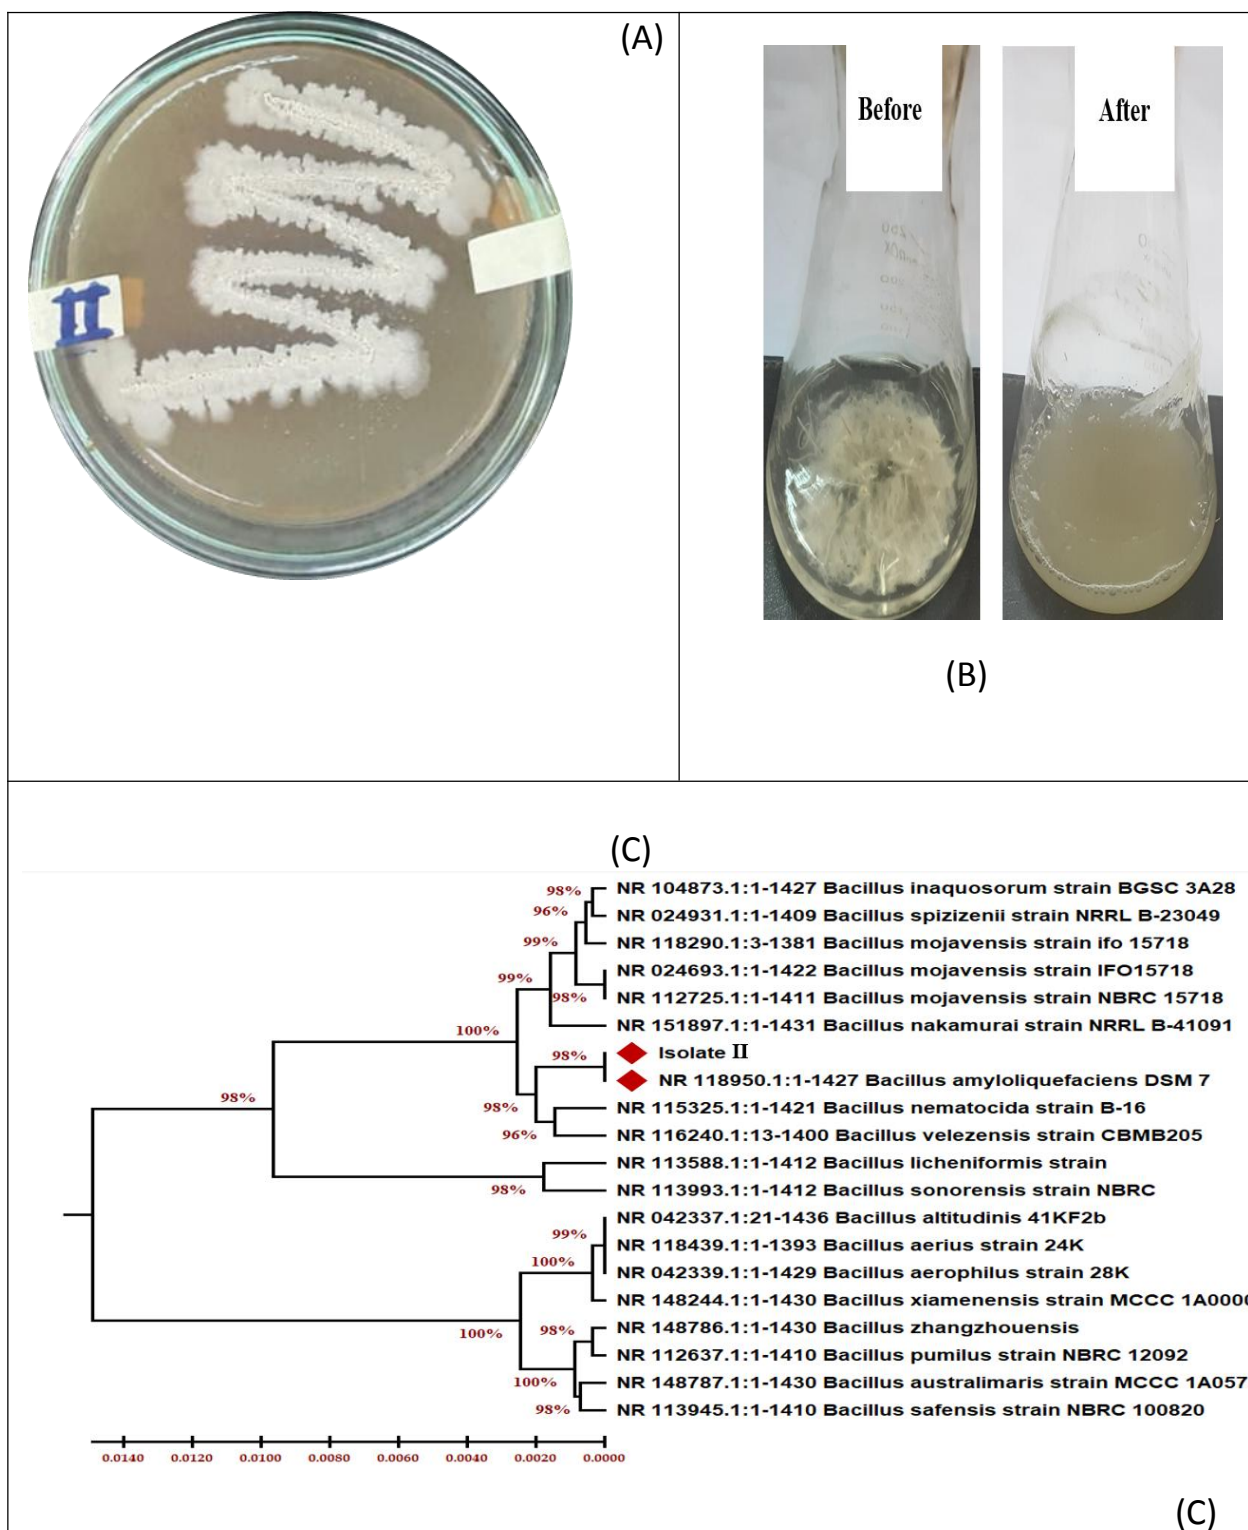 (A)
II
Before
After
(B)
(C)
98%
NR 104873.1:1-1427 Bacillus inaquosorum strain BGSC 3A28
96%
NR 024931.1:1-1409 Bacillus spizizenii strain NRRL B-23049
99%
NR 118290.1:3-1381 Bacillus mojavensis strain ifo 15718
99%
NR 024693.1:1-1422 Bacillus mojavensis strain IFO15718
98%
NR 112725.1:1-1411 Bacillus mojavensis strain NBRC 15718
NR 151897.1:1-1431 Bacillus nakamurai strain NRRL B-41091
100%
98%
Isolate II
NR 118950.1:1-1427 Bacillus amyloliquefaciens DSM 7
98%
98%
NR 115325.1:1-1421 Bacillus nematocida strain B-16
96%
NR 116240.1:13-1400 Bacillus velezensis strain CBMB205
NR 113588.1:1-1412 Bacillus licheniformis strain
98%
NR 113993.1:1-1412 Bacillus sonorensis strain NBRC
NR 042337.1:21-1436 Bacillus altitudinis 41KF2b
99%
NR 118439.1:1-1393 Bacillus aerius strain 24K
100%
NR 042339.1:1-1429 Bacillus aerophilus strain 28K
NR 148244.1:1-1430 Bacillus xiamenensis strain MCCC 1A0000
100%
98%
NR 148786.1:1-1430 Bacillus zhangzhouensis
NR 112637.1:1-1410 Bacillus pumilus strain NBRC 12092
100%
NR 148787.1:1-1430 Bacillus australimaris strain MCCC 1A057
98%
NR 113945.1:1-1410 Bacillus safensis strain NBRC 100820
0.0140 0.0120 0.0100 0.0080 0.0060 0.0040 0.0020 0.0000
(C)